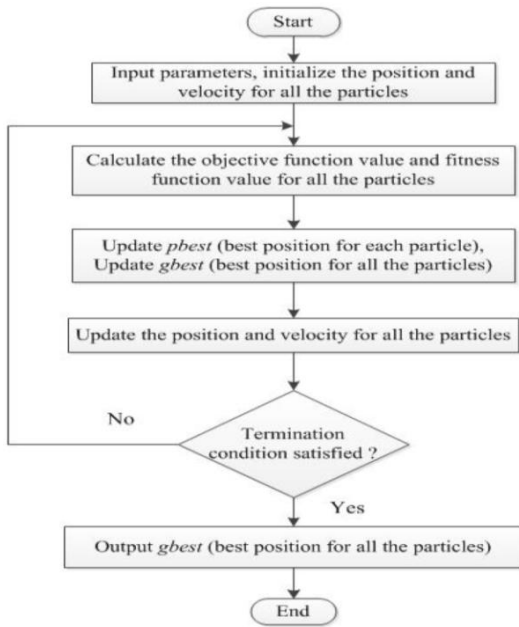 Start
Input parameters, initialize the position and
velocity for all the particles
Calculate the objective function value and fitness
function value for all the particles
Update pbest (best position for each particle),
Update gbest (best position for all the particles)
Update the position and velocity for all the particles
No
Termination
condition satisfied ?
Yes
Output gbest (best position for all the particles)
End